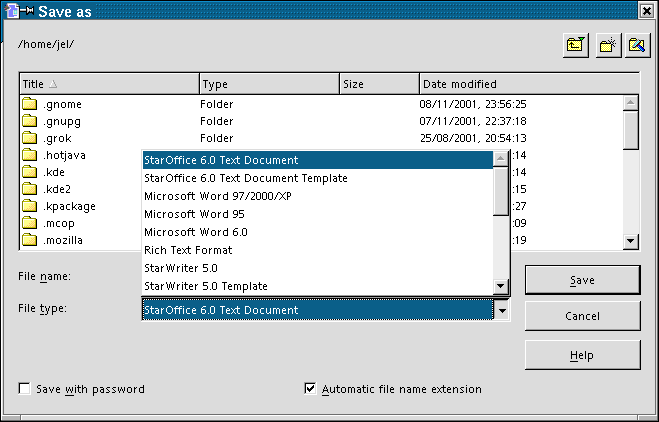 Save as
/home/jel/
Title Type Size Date modified
.gnome Folder 08/11/2001, 23:56:25
.gnupg Folder 07/11/2001, 22:37:18
.grok Folder 25/08/2001, 20:54:13
.hotjava :14
.kde :14
.kde2 :14
.kpackage :27
.mcop :09
.mozilla :19
StarOffice 6.0 Text Document
StarOffice 6.0 Text Document Template
Microsoft Word 97/2000/XP
Microsoft Word 95
Microsoft Word 6.0
Rich Text Format
StarWriter 5.0
StarWriter 5.0 Template
File name:
Save
File type: StarOffice 6.0 Text Document
Cancel
Help
Save with password
Automatic file name extension